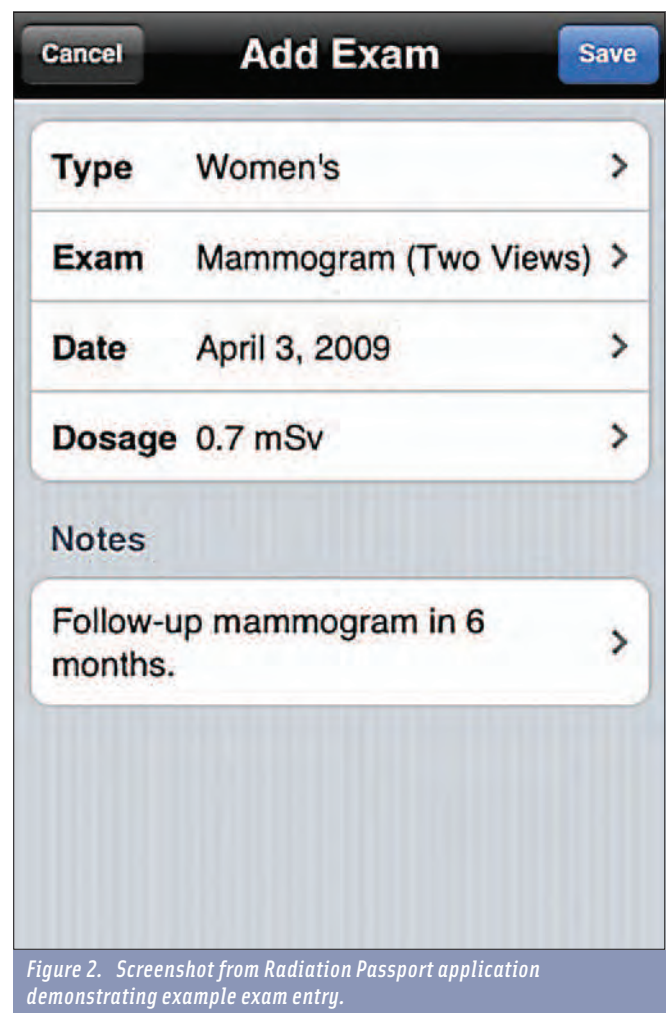 Cancel Add Exam Save
Type Women's
Exam Mammogram (Two Views)
Date April 3, 2009
Dosage 0.7 mSv
Notes
Follow-up mammogram in 6
months.
Figure 2. Screenshot from Radiation Passport application
demonstrating example exam entry.